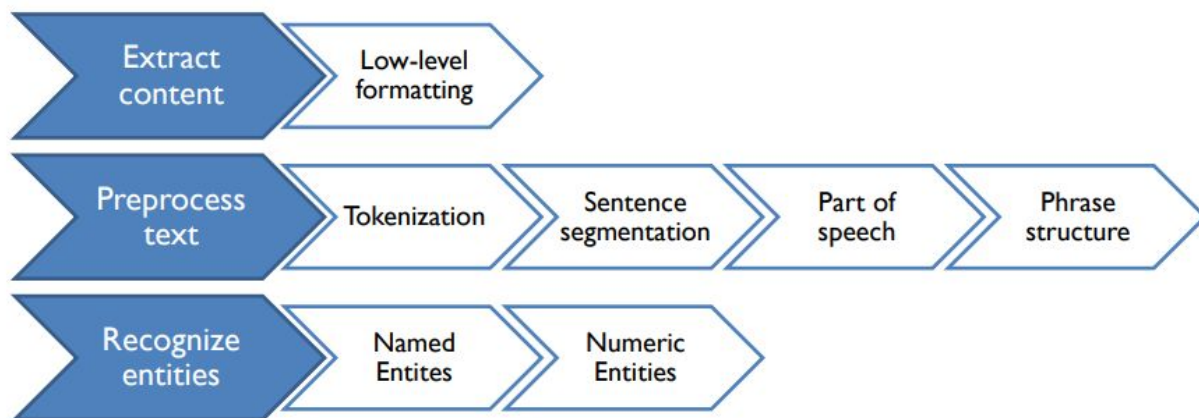 Extract
content
Low-level
formatting
Preprocess
text
Tokenization
Sentence
segmentation
Part of
speech
Phrase
structure
Recognize
entities
Named
Entites
Numeric
Entities